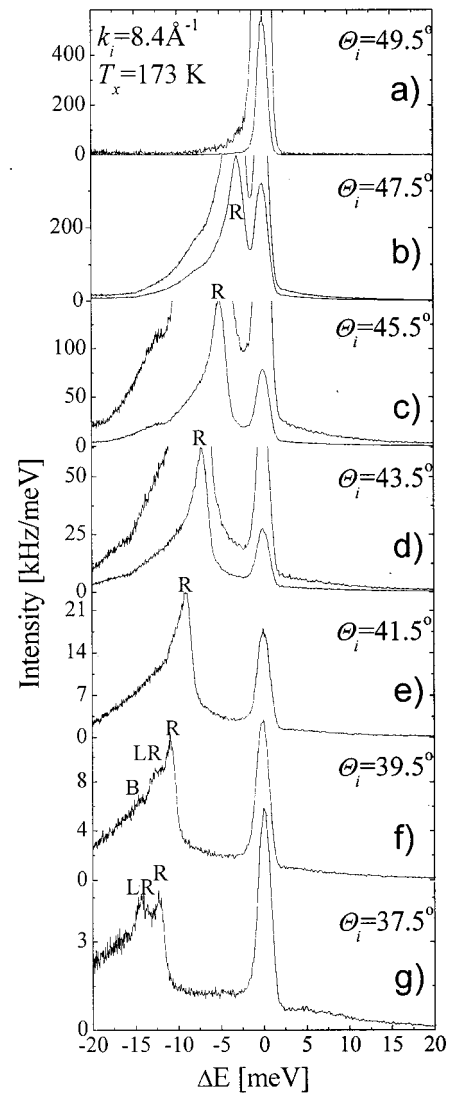 k_i=8.4Å⁻¹
T_x=173 K
Θ_i=49.5°
a)
600
400
200
0
Θ_i=47.5°
R
b)
200
0
R
Θ_i=45.5°
c)
100
50
0
R
Θ_i=43.5°
d)
50
25
0
R
Θ_i=41.5°
e)
21
14
7
0
R
LR
B
Θ_i=39.5°
f)
8
4
0
LR R
Θ_i=37.5°
g)
3
0
-20 -15 -10 -5 0 5 10 15 20
ΔE [meV]
Intensity [kHz/meV]